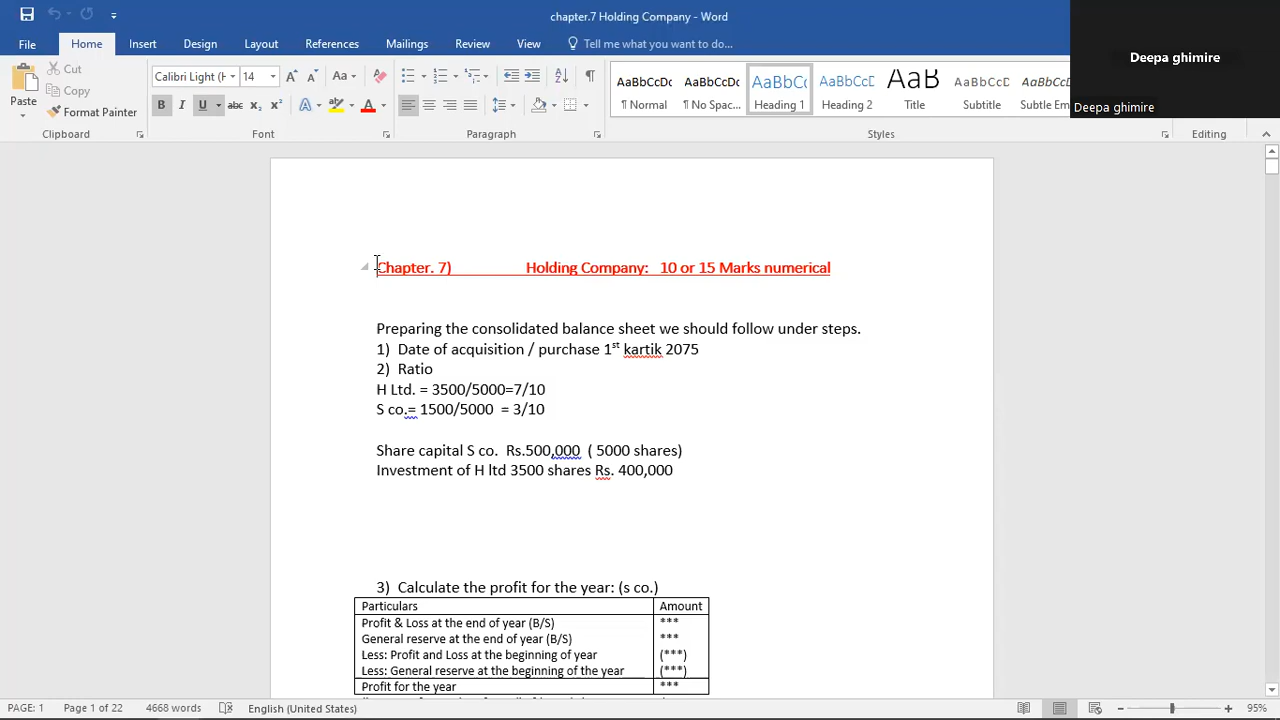 chapter.7 Holding Company - Word
File Home Insert Design Layout References Mailings Review View Tell me what you want to do...
Deepa ghimire
Deepa ghimire
Cut
Copy
Paste
Format Painter
Calibri Light (H 14
Aa
B I U abc x₂ x²
AaBbCcDc AaBbCcDc AaBbC AaBbCcD AaB AaBbCcD AaBbCcDc
¶ Normal ¶ No Spac... Heading 1 Heading 2 Title Subtitle Subtle Em
Clipboard Font Paragraph Styles Editing
Chapter. 7) Holding Company: 10 or 15 Marks numerical
Preparing the consolidated balance sheet we should follow under steps.
1) Date of acquisition / purchase 1st kartik 2075
2) Ratio
H Ltd. = 3500/5000=7/10
S co.= 1500/5000 = 3/10
Share capital S co. Rs.500,000 ( 5000 shares)
Investment of H ltd 3500 shares Rs. 400,000
3) Calculate the profit for the year: (s co.)
Particulars Amount
Profit & Loss at the end of year (B/S) ***
General reserve at the end of year (B/S) ***
Less: Profit and Loss at the beginning of year (***)
Less: General reserve at the beginning of the year (***)
Profit for the year ***
PAGE: 1 Page 1 of 22 4668 words English (United States) 95%